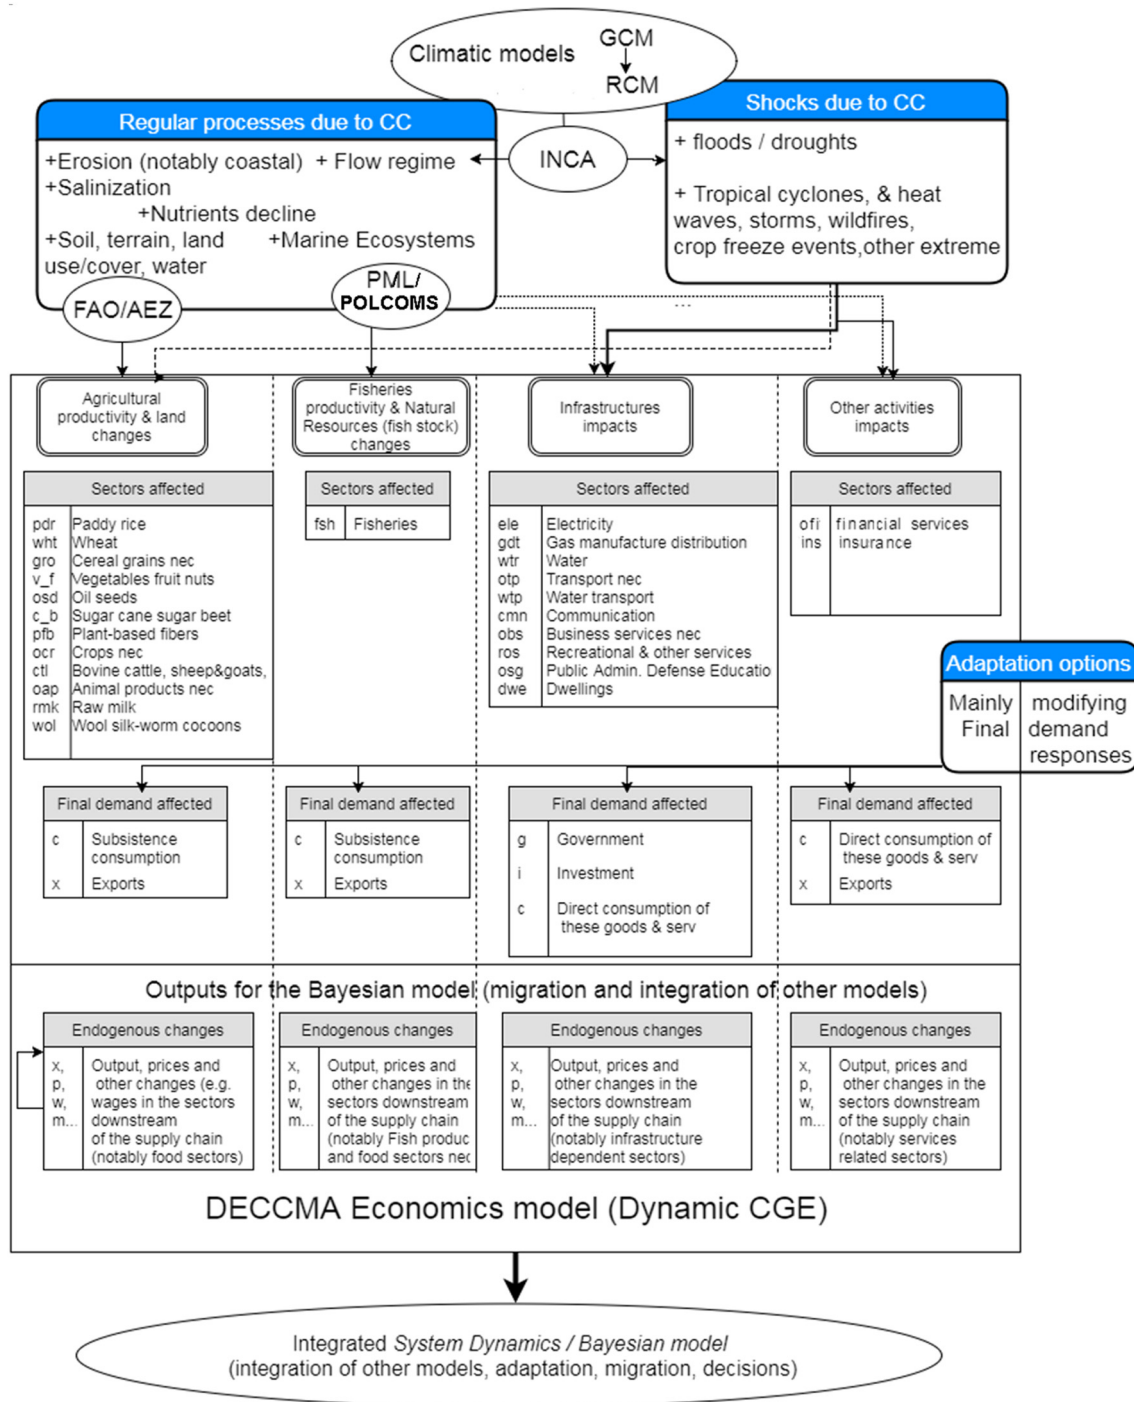 Climatic models
GCM
RCM
Regular processes due to CC
+Erosion (notably coastal) + Flow regime
+Salinization
+Nutrients decline
+Soil, terrain, land +Marine Ecosystems
use/cover, water
INCA
Shocks due to CC
+ floods / droughts
+ Tropical cyclones, & heat
waves, storms, wildfires,
crop freeze events,other extreme
FAO/AEZ
PML/
POLCOMS
...
Agricultural
productivity & land
changes
Fisheries
productivity & Natural
Resources (fish stock)
changes
Infrastructures
impacts
Other activities
impacts
Sectors affected
pdr Paddy rice
wht Wheat
gro Cereal grains nec
v_f Vegetables fruit nuts
osd Oil seeds
c_b Sugar cane sugar beet
pfb Plant-based fibers
ocr Crops nec
ctl Bovine cattle, sheep&goats,
oap Animal products nec
rmk Raw milk
wol Wool silk-worm cocoons
Sectors affected
fsh Fisheries
Sectors affected
ele Electricity
gdt Gas manufacture distribution
wtr Water
otp Transport nec
wtp Water transport
cmn Communication
obs Business services nec
ros Recreational & other services
osg Public Admin. Defense Educatio
dwe Dwellings
Sectors affected
ofi financial services
ins insurance
Adaptation options
Mainly modifying
Final demand
responses
Final demand affected
c Subsistence
consumption
x Exports
Final demand affected
c Subsistence
consumption
x Exports
Final demand affected
g Government
i Investment
c Direct consumption of
these goods & serv
Final demand affected
c Direct consumption of
these goods & serv
x Exports
Outputs for the Bayesian model (migration and integration of other models)
Endogenous changes
x, Output, prices and
p, other changes (e.g.
w, wages in the sectors
m... downstream
of the supply chain
(notably food sectors)
Endogenous changes
x, Output, prices and
p, other changes in the
w, sectors downstream
m... of the supply chain
(notably Fish produc
and food sectors nec
Endogenous changes
x, Output, prices and
p, other changes in the
w, sectors downstream
m... of the supply chain
(notably infrastructure
dependent sectors)
Endogenous changes
x, Output, prices and
p, other changes in the
w, sectors downstream
m... of the supply chain
(notably services
related sectors)
DECCMA Economics model (Dynamic CGE)
Integrated System Dynamics / Bayesian model
(integration of other models, adaptation, migration, decisions)